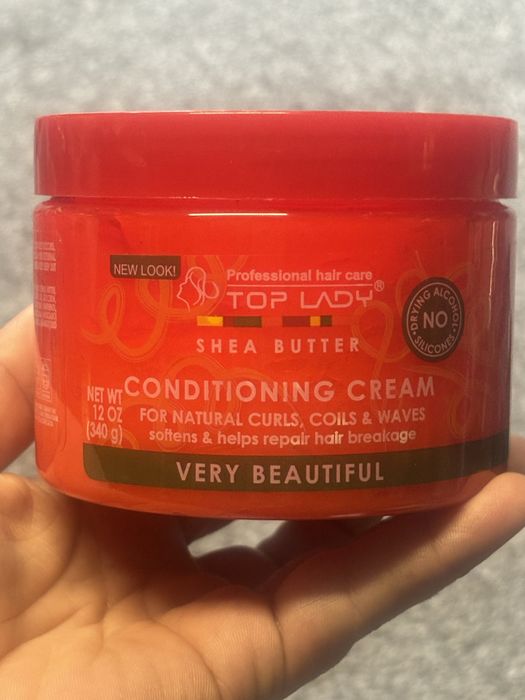 NEW LOOK!
Professional hair care
TOP LADY®
SHEA BUTTER
•DRYING ALCOHOL•
NO
SILICONES
CONDITIONING CREAM
NET WT
12 OZ
(340 g)
FOR NATURAL CURLS, COILS & WAVES
softens & helps repair hair breakage
VERY BEAUTIFUL